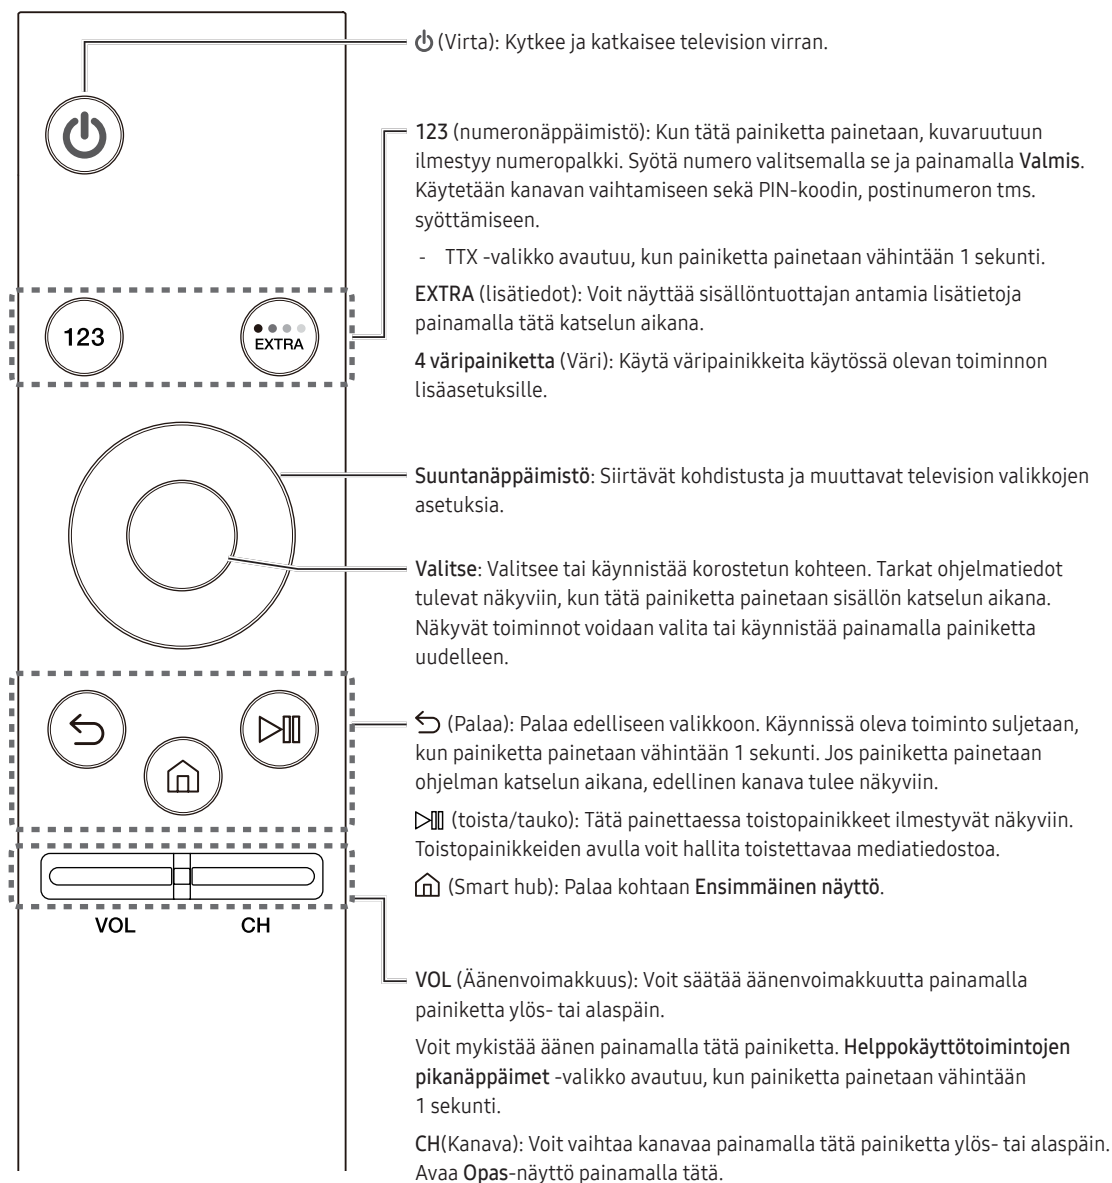 (Virta): Kytkee ja katkaisee television virran.
123 (numeronäppäimistö): Kun tätä painiketta painetaan, kuvaruutuun
ilmestyy numeropalkki. Syötä numero valitsemalla se ja painamalla Valmis.
Käytetään kanavan vaihtamiseen sekä PIN-koodin, postinumeron tms.
syöttämiseen.
- TTX -valikko avautuu, kun painiketta painetaan vähintään 1 sekunti.
EXTRA (lisätiedot): Voit näyttää sisällöntuottajan antamia lisätietoja
painamalla tätä katselun aikana.
4 väripainiketta (Väri): Käytä väripainikkeita käytössä olevan toiminnon
lisäasetuksille.
123
EXTRA
Suuntanäppäimistö: Siirtävät kohdistusta ja muuttavat television valikkojen
asetuksia.
Valitse: Valitsee tai käynnistää korostetun kohteen. Tarkat ohjelmatiedot
tulevat näkyviin, kun tätä painiketta painetaan sisällön katselun aikana.
Näkyvät toiminnot voidaan valita tai käynnistää painamalla painiketta
uudelleen.
(Palaa): Palaa edelliseen valikkoon. Käynnissä oleva toiminto suljetaan,
kun painiketta painetaan vähintään 1 sekunti. Jos painiketta painetaan
ohjelman katselun aikana, edellinen kanava tulee näkyviin.
(toista/tauko): Tätä painettaessa toistopainikkeet ilmestyvät näkyviin.
Toistopainikkeiden avulla voit hallita toistettavaa mediatiedostoa.
(Smart hub): Palaa kohtaan Ensimmäinen näyttö.
VOL
CH
VOL (Äänenvoimakkuus): Voit säätää äänenvoimakkuutta painamalla
painiketta ylös- tai alaspäin.
Voit mykistää äänen painamalla tätä painiketta. Helppokäyttötoimintojen
pikanäppäimet -valikko avautuu, kun painiketta painetaan vähintään
1 sekunti.
CH(Kanava): Voit vaihtaa kanavaa painamalla tätä painiketta ylös- tai alaspäin.
Avaa Opas-näyttö painamalla tätä.